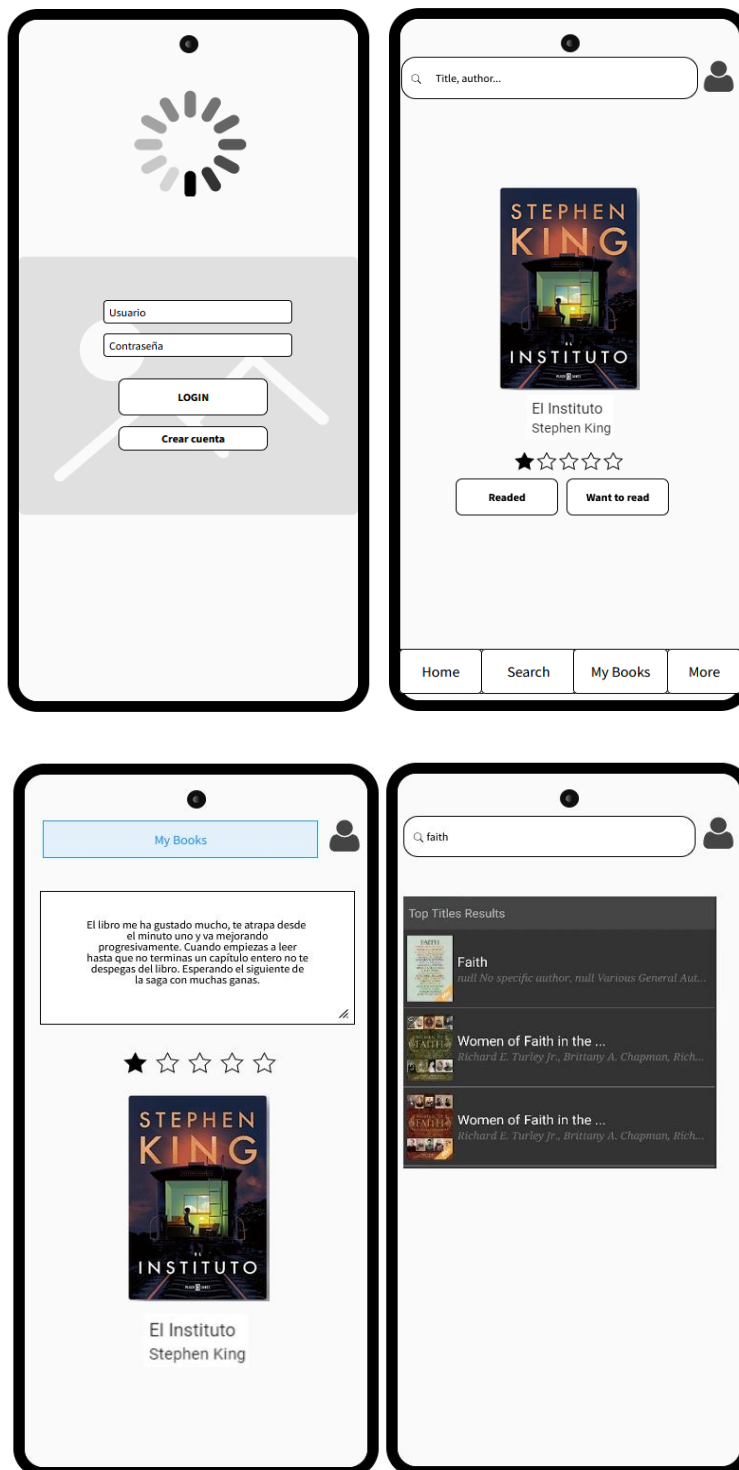 Usuario
Contraseña
LOGIN
Crear cuenta
Title, author...
STEPHEN
KING
EL
INSTITUTO
El Instituto
Stephen King
Readed
Want to read
Home
Search
My Books
More
My Books
El libro me ha gustado mucho, te atrapa desde
el minuto uno y va mejorando
progresivamente. Cuando empiezas a leer
hasta que no terminas un capítulo entero no te
despegas del libro. Esperando el siguiente de
la saga con muchas ganas.
STEPHEN
KING
EL
INSTITUTO
El Instituto
Stephen King
faith
Top Titles Results
FAITH
Faith
null No specific author, null Various General Aut...
FAITH
Women of Faith in the ...
Richard E. Turley Jr., Brittany A. Chapman, Rich...
FAITH
Women of Faith in the ...
Richard E. Turley Jr., Brittany A. Chapman, Rich...